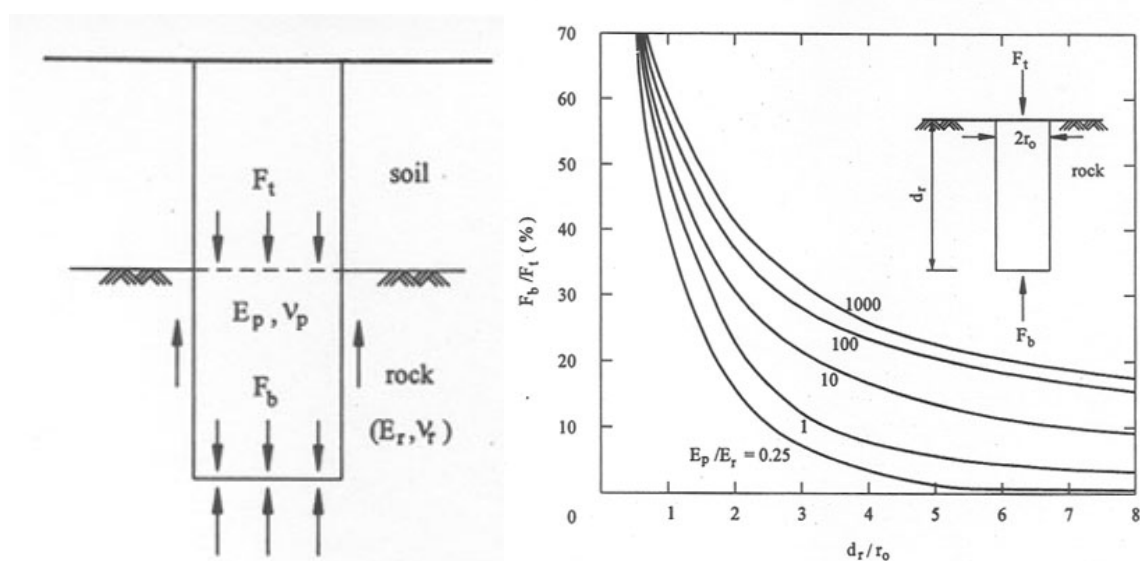 F_t
soil
E_p, ν_p
rock
F_b
(E_r, ν_r)
F_b/F_t (%)
70
60
50
40
30
20
10
0
1
2
3
4
5
6
7
8
d_r/r_o
1000
100
10
1
E_p/E_r = 0.25
F_t
2r_o
rock
d_r
F_b